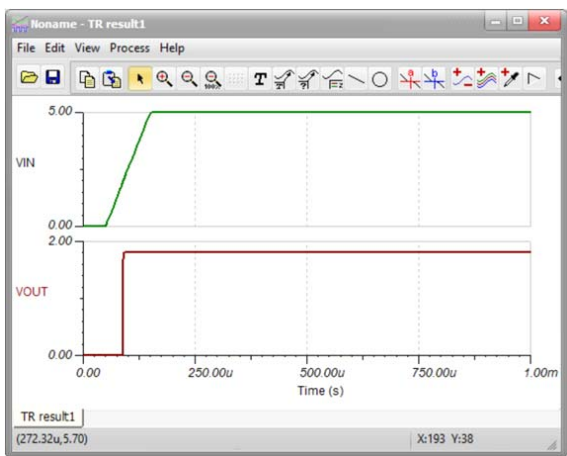 Noname - TR result1
File Edit View Process Help
100%
T
a
b
5.00
VIN
0.00
2.00
VOUT
0.00
0.00 250.00u 500.00u 750.00u 1.00m
Time (s)
TR result1
(272.32u,5.70) X:193 Y:38